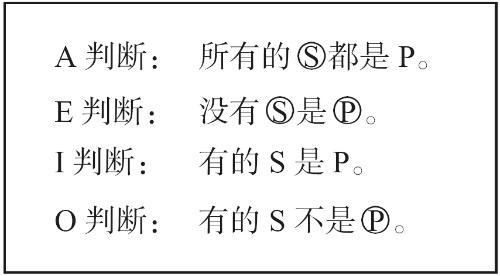 A 判断： 所有的Ⓢ都是 P。
E 判断： 没有Ⓢ是Ⓟ。
I 判断： 有的 S 是 P。
O 判断： 有的 S 不是Ⓟ。